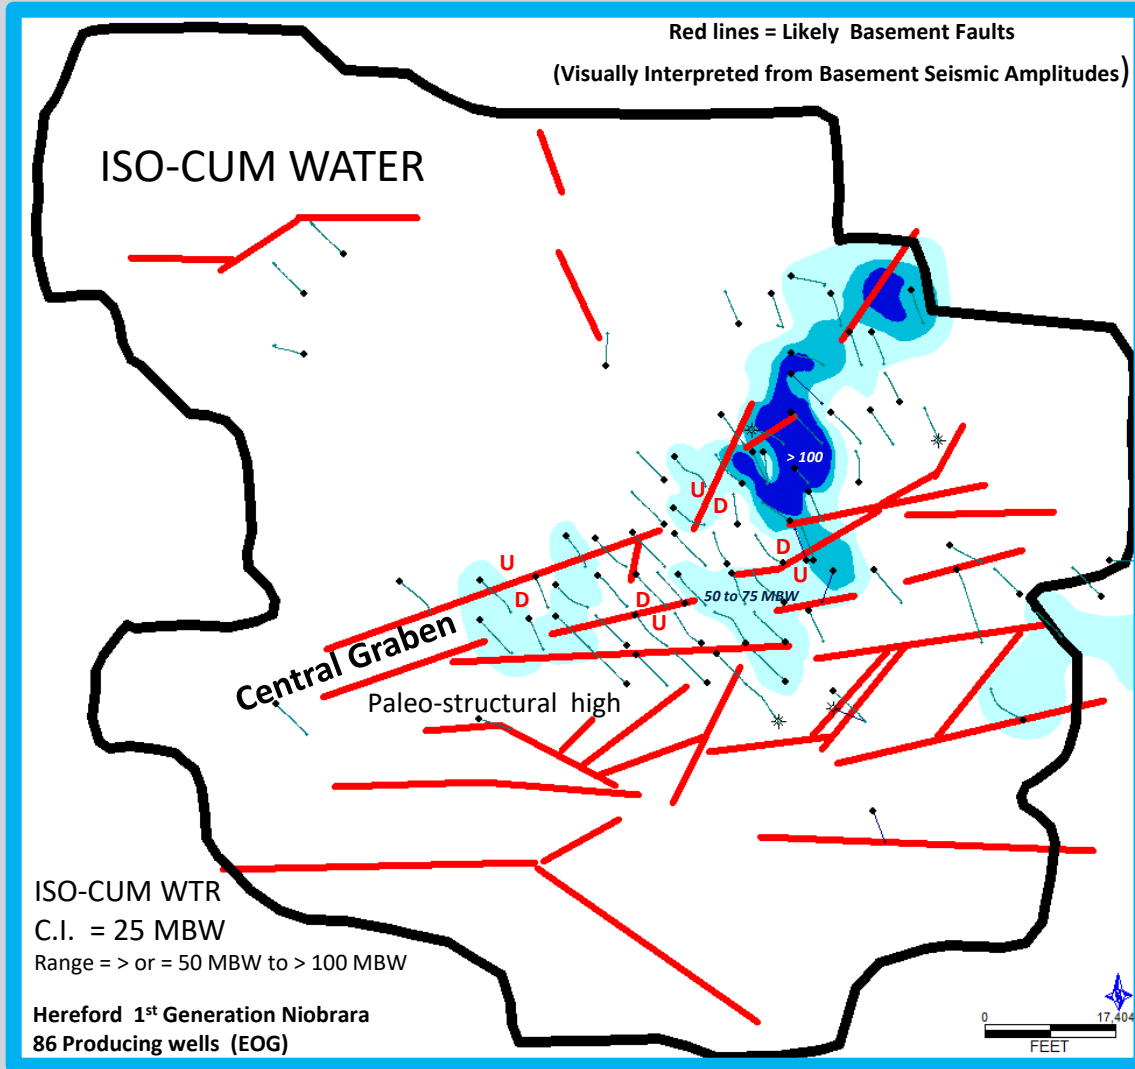 Red lines = Likely Basement Faults
(Visually Interpreted from Basement Seismic Amplitudes)
ISO-CUM WATER
> 100
U
D
D
U
U
D
D
U
50 to 75 MBW
Central Graben
Paleo-structural high
ISO-CUM WTR
C.I. = 25 MBW
Range = > or = 50 MBW to > 100 MBW
Hereford 1st Generation Niobrara
86 Producing wells (EOG)
0 17,404
FEET